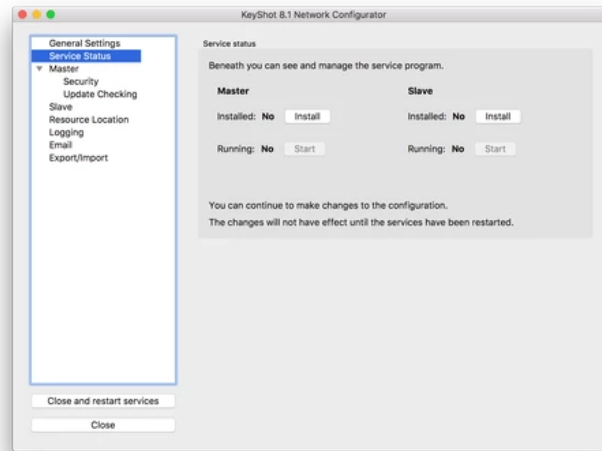 KeyShot 8.1 Network Configurator
General Settings
Service Status
Master
Security
Update Checking
Slave
Resource Location
Logging
Email
Export/Import
Close and restart services
Close
Service status
Beneath you can see and manage the service program.
Master Slave
Installed: No Install Installed: No Install
Running: No Start Running: No Start
You can continue to make changes to the configuration.
The changes will not have effect until the services have been restarted.